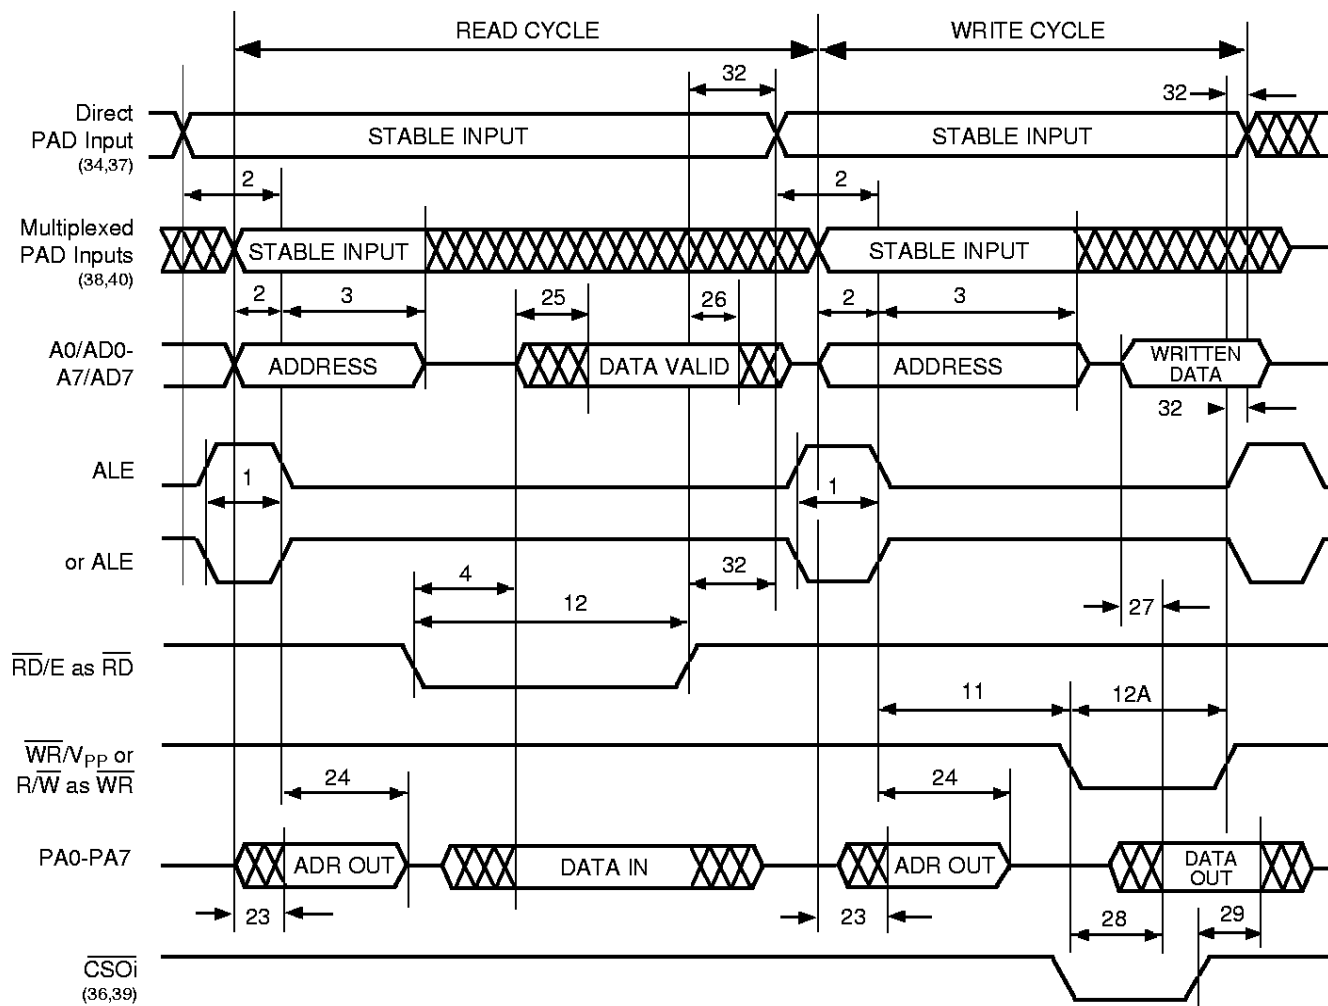 READ CYCLE WRITE CYCLE
32 32
Direct
PAD Input
(34,37)
STABLE INPUT STABLE INPUT
2 2
Multiplexed
PAD Inputs
(38,40)
STABLE INPUT STABLE INPUT
2 3 25 26 2 3
A0/AD0-
A7/AD7
ADDRESS DATA VALID ADDRESS WRITTEN
DATA
32
ALE
1 1
or ALE
4 32
12 27
RD/E as RD
11 12A
WR/VPP or
R/W as WR
24 24
PA0-PA7
ADR OUT DATA IN ADR OUT DATA
OUT
23 23 28 29
CSOi
(36,39)